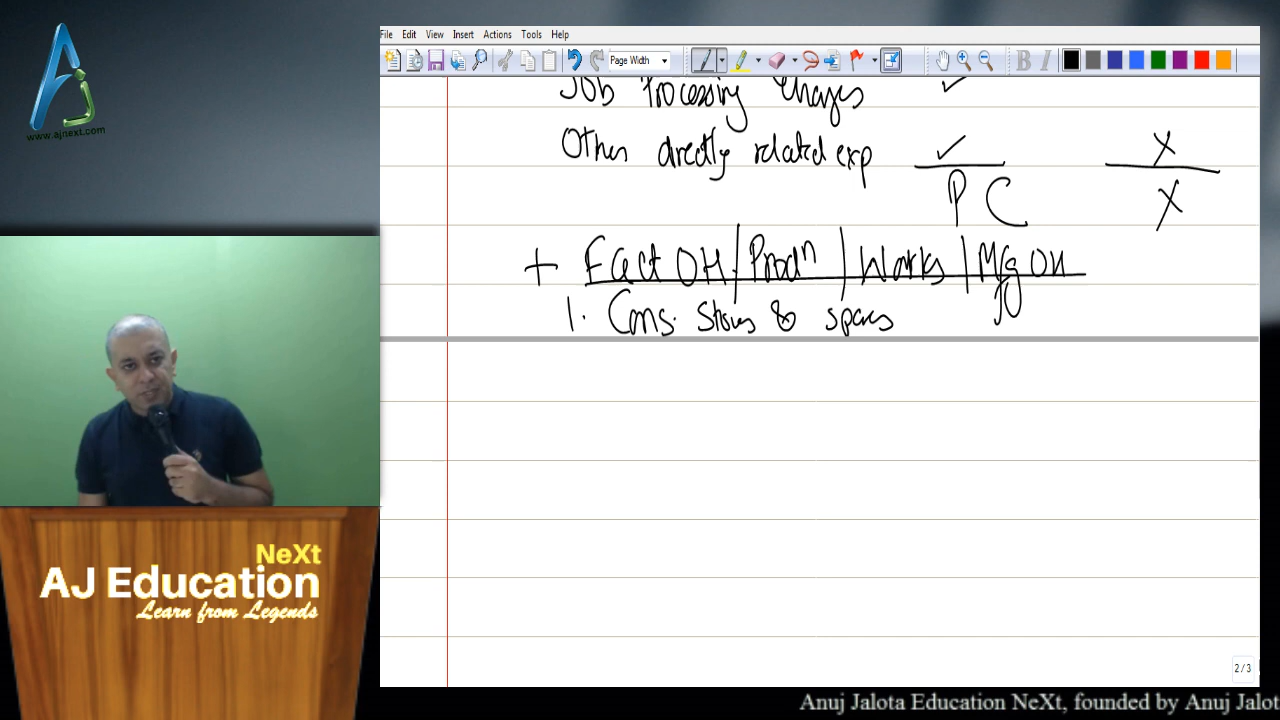 www.ajnext.com
File Edit View Insert Actions Tools Help
Page Width
B I
Job Processing Charges ✓
Other directly related exp ✓ X
P C X
+ Fact OH / Prodn / Works / Mfg OH
1. Cons. Stores & spares
2/3
NeXt
AJ Education
Learn from Legends
Anuj Jalota Education NeXt, founded by Anuj Jalot